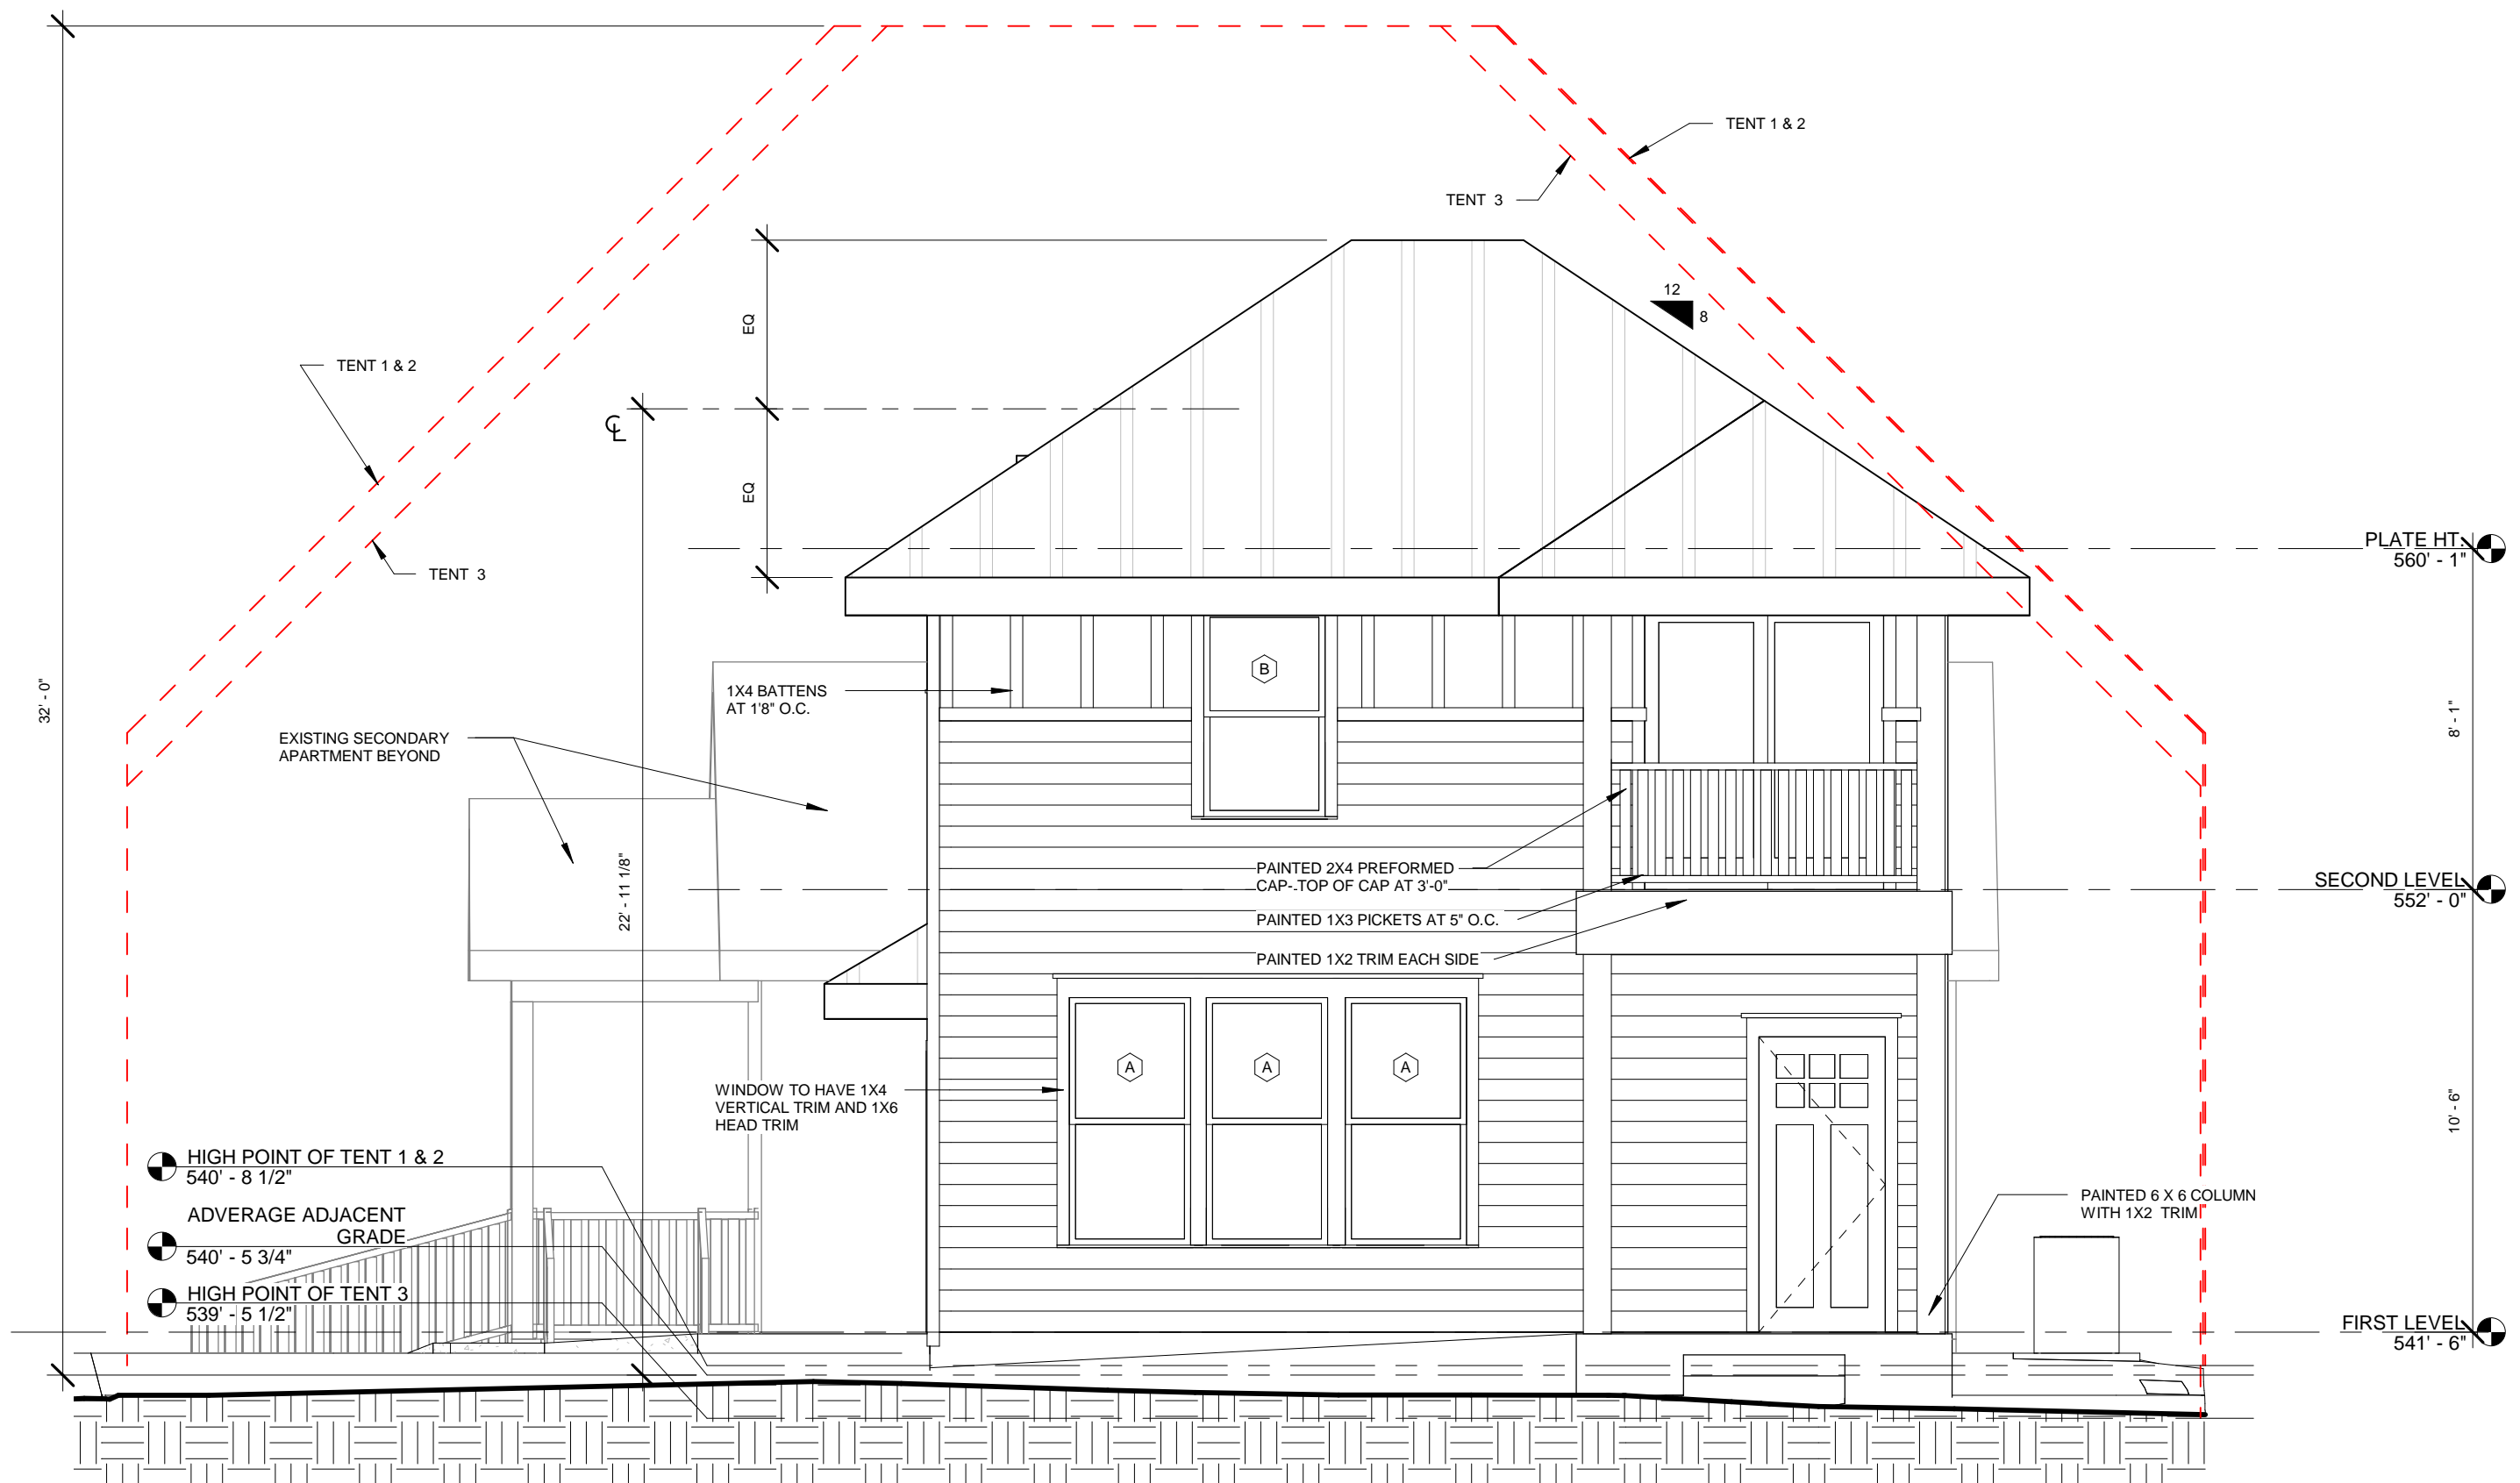 TENT 1 & 2
TENT 3
12
8
EQ
TENT 1 & 2
℄
EQ
PLATE HT.
560' - 1"
TENT 3
32' - 0"
1X4 BATTENS
AT 1'8" O.C.
B
8' - 1"
EXISTING SECONDARY
APARTMENT BEYOND
22' - 11 1/8"
PAINTED 2X4 PREFORMED
CAP-.TOP OF CAP AT 3'-0"
SECOND LEVEL
552' - 0"
PAINTED 1X3 PICKETS AT 5" O.C.
PAINTED 1X2 TRIM EACH SIDE
A
A
A
WINDOW TO HAVE 1X4
VERTICAL TRIM AND 1X6
HEAD TRIM
10' - 6"
HIGH POINT OF TENT 1 & 2
540' - 8 1/2"
PAINTED 6 X 6 COLUMN
WITH 1X2 TRIM
ADVERAGE ADJACENT
GRADE
540' - 5 3/4"
HIGH POINT OF TENT 3
539' - 5 1/2"
FIRST LEVEL
541' - 6"